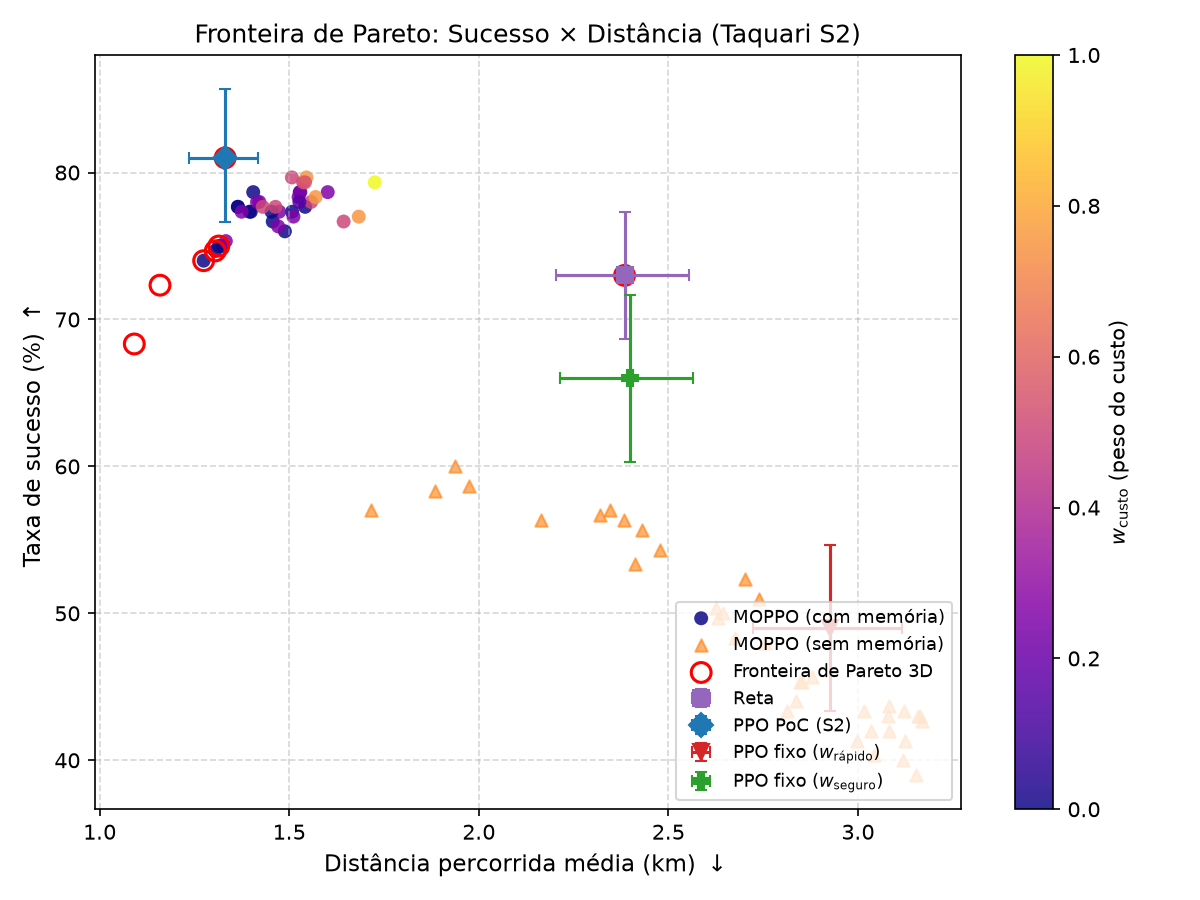 Fronteira de Pareto: Sucesso × Distância (Taquari S2)
Taxa de sucesso (%) ↑
80
70
60
50
40
1.0
1.5
2.0
2.5
3.0
Distância percorrida média (km) ↓
MOPPO (com memória)
MOPPO (sem memória)
Fronteira de Pareto 3D
Reta
PPO PoC (S2)
PPO fixo (w_rápido)
PPO fixo (w_seguro)
1.0
0.8
0.6
0.4
0.2
0.0
w_custo (peso do custo)